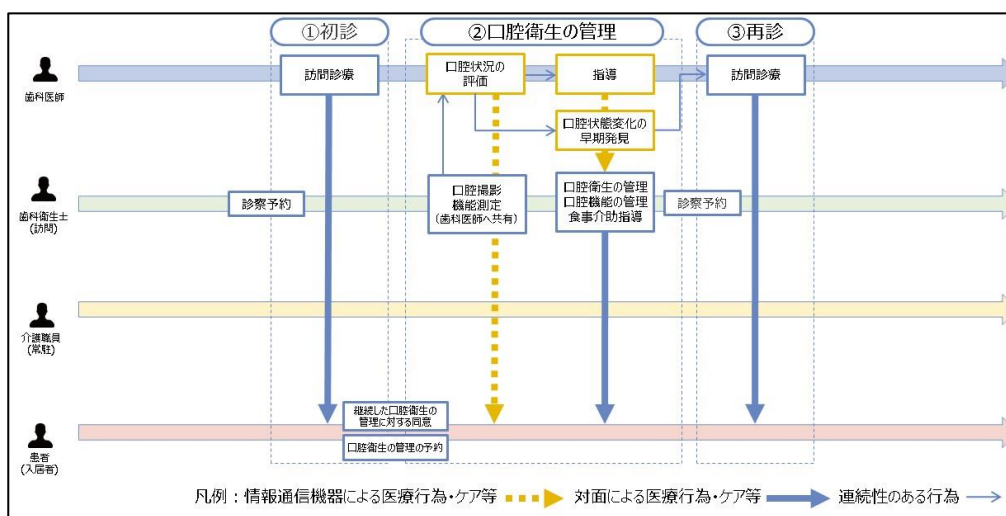 ①初診
②口腔衛生の管理
③再診
歯科医師
訪問診療
口腔状況の
評価
指導
訪問診療
口腔状態変化の
早期発見
歯科衛生士
(訪問)
診察予約
口腔撮影
機能測定
(歯科医師へ共有)
口腔衛生の管理
口腔機能の管理
食事介助指導
診察予約
介護職員
(常駐)
継続した口腔衛生の
管理に対する同意
口腔衛生の管理の予約
患者
(入居者)
凡例：情報通信機器による医療行為・ケア等
対面による医療行為・ケア等
連続性のある行為